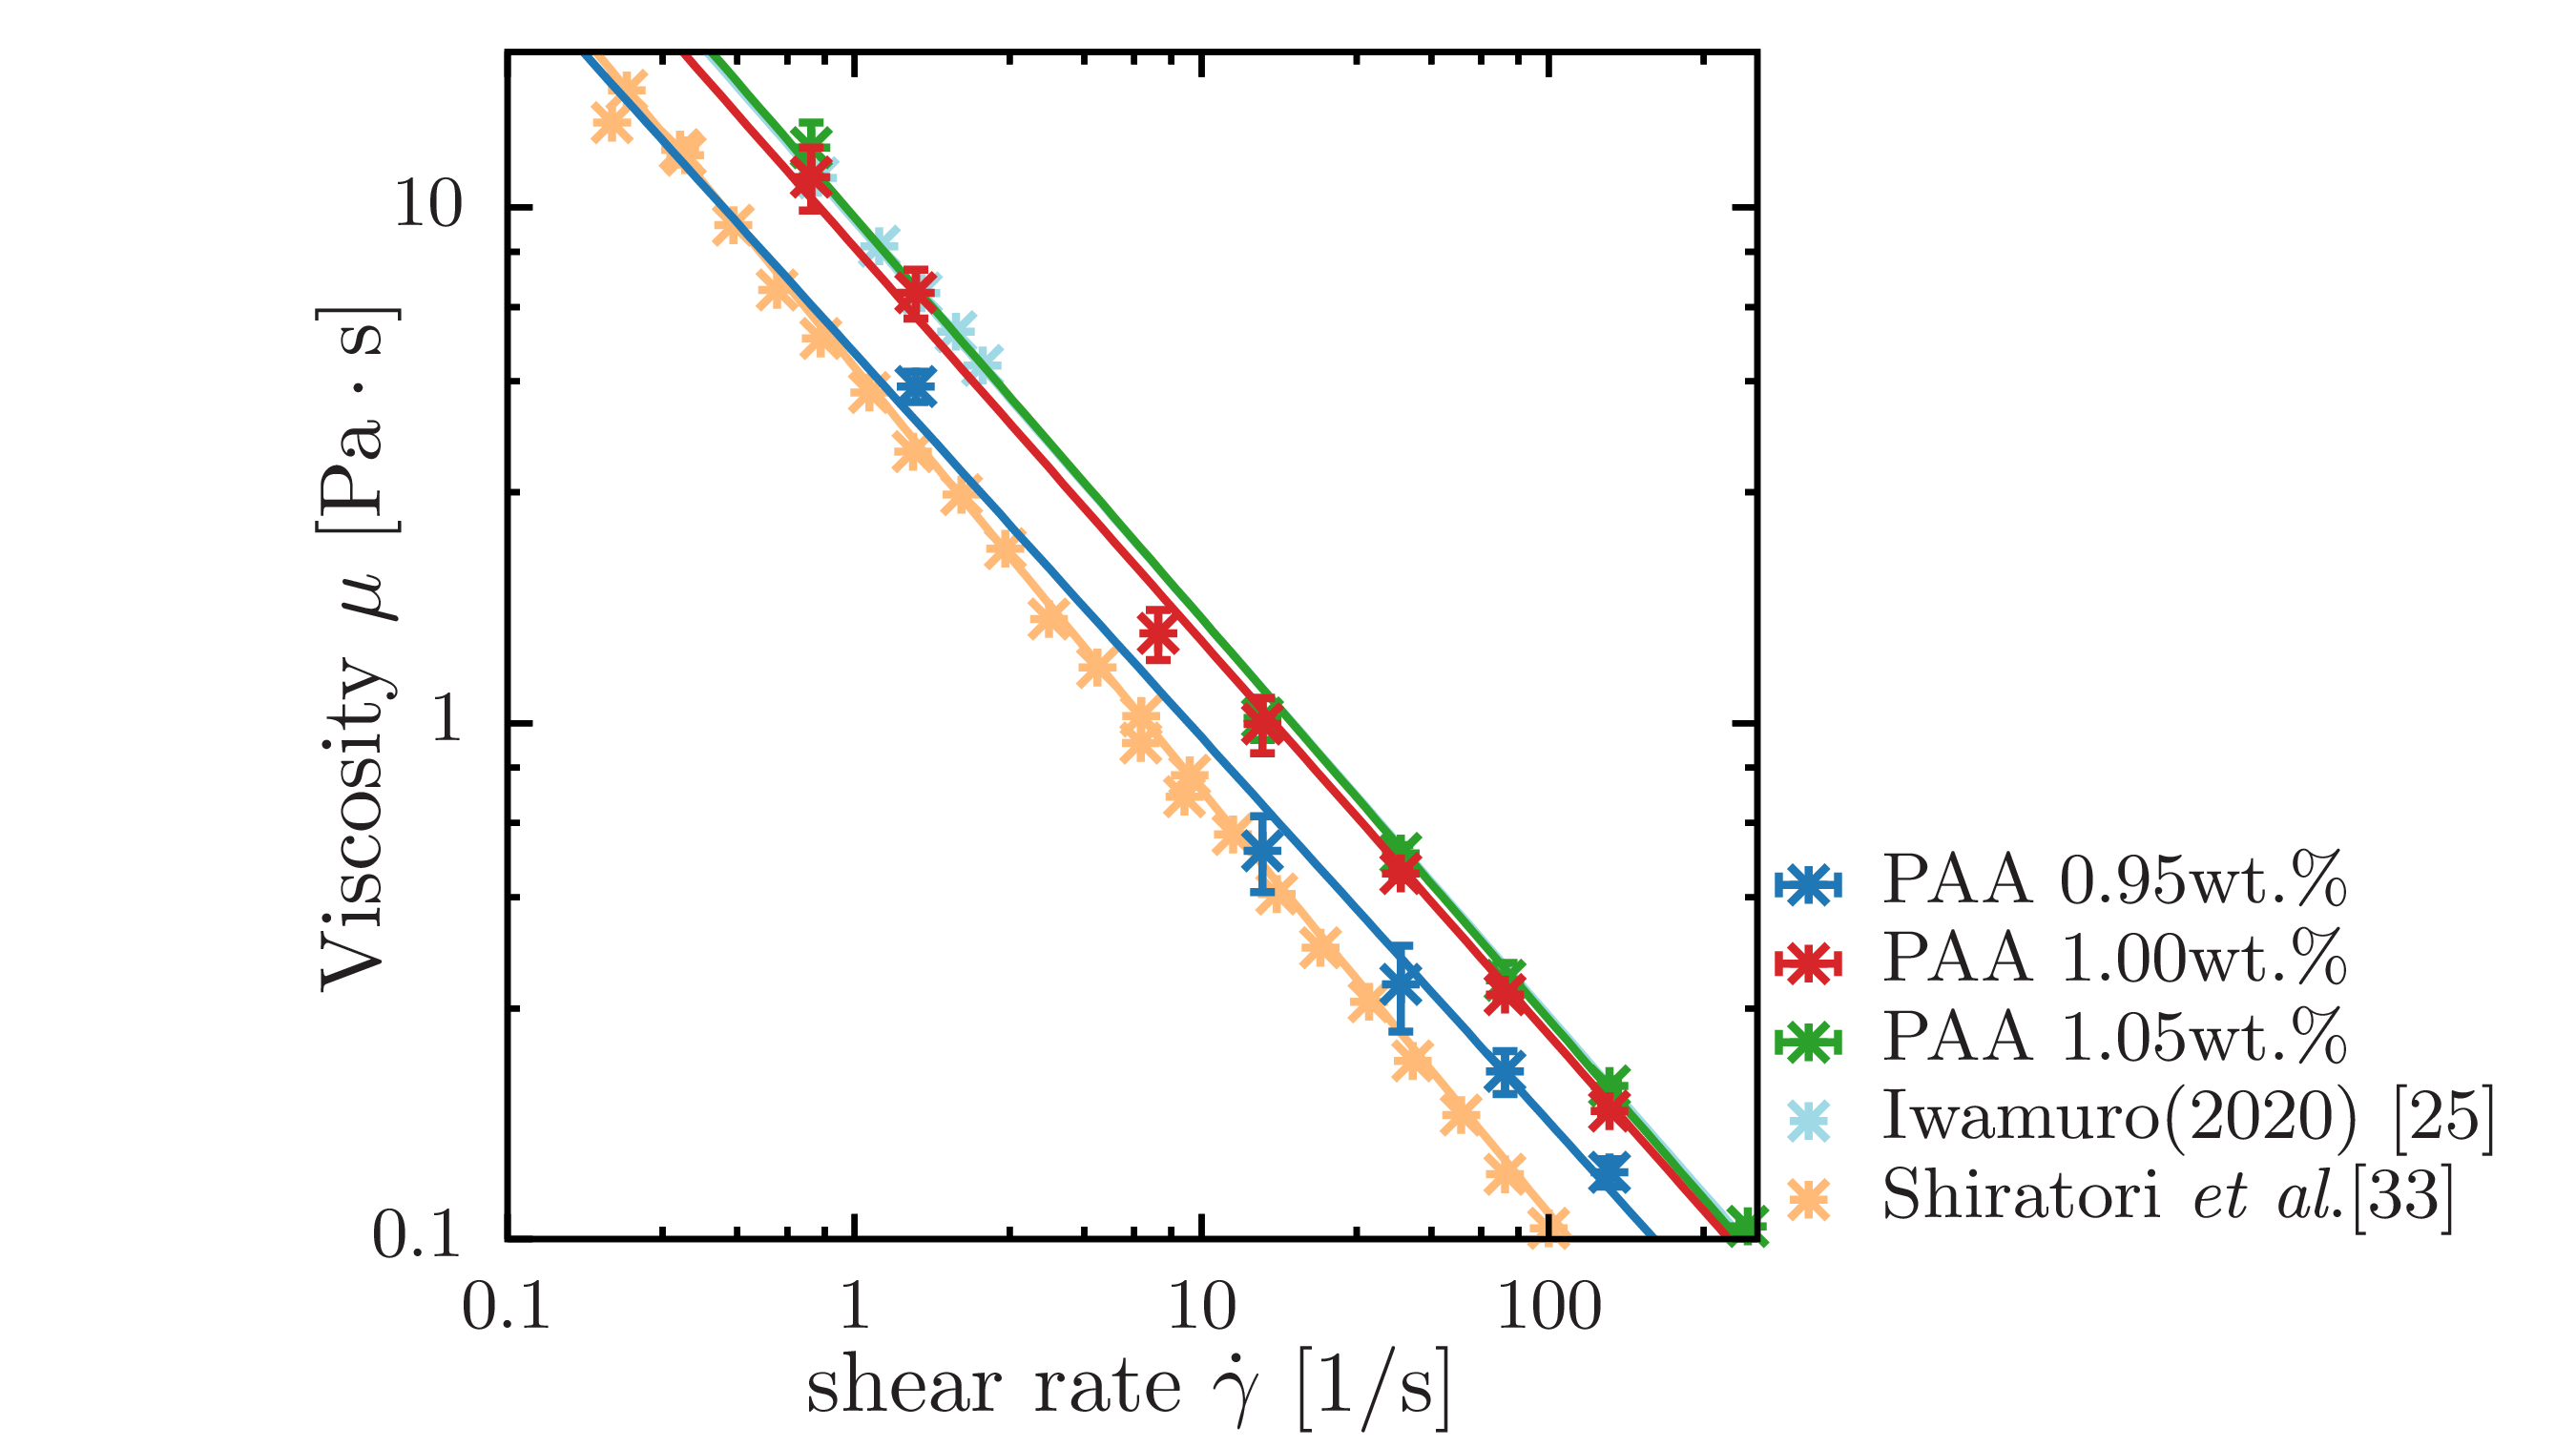 Viscosity μ [Pa · s]
10
1
0.1
0.1 1 10 100
shear rate γ̇ [1/s]
PAA 0.95wt.%
PAA 1.00wt.%
PAA 1.05wt.%
Iwamuro(2020) [25]
Shiratori et al.[33]